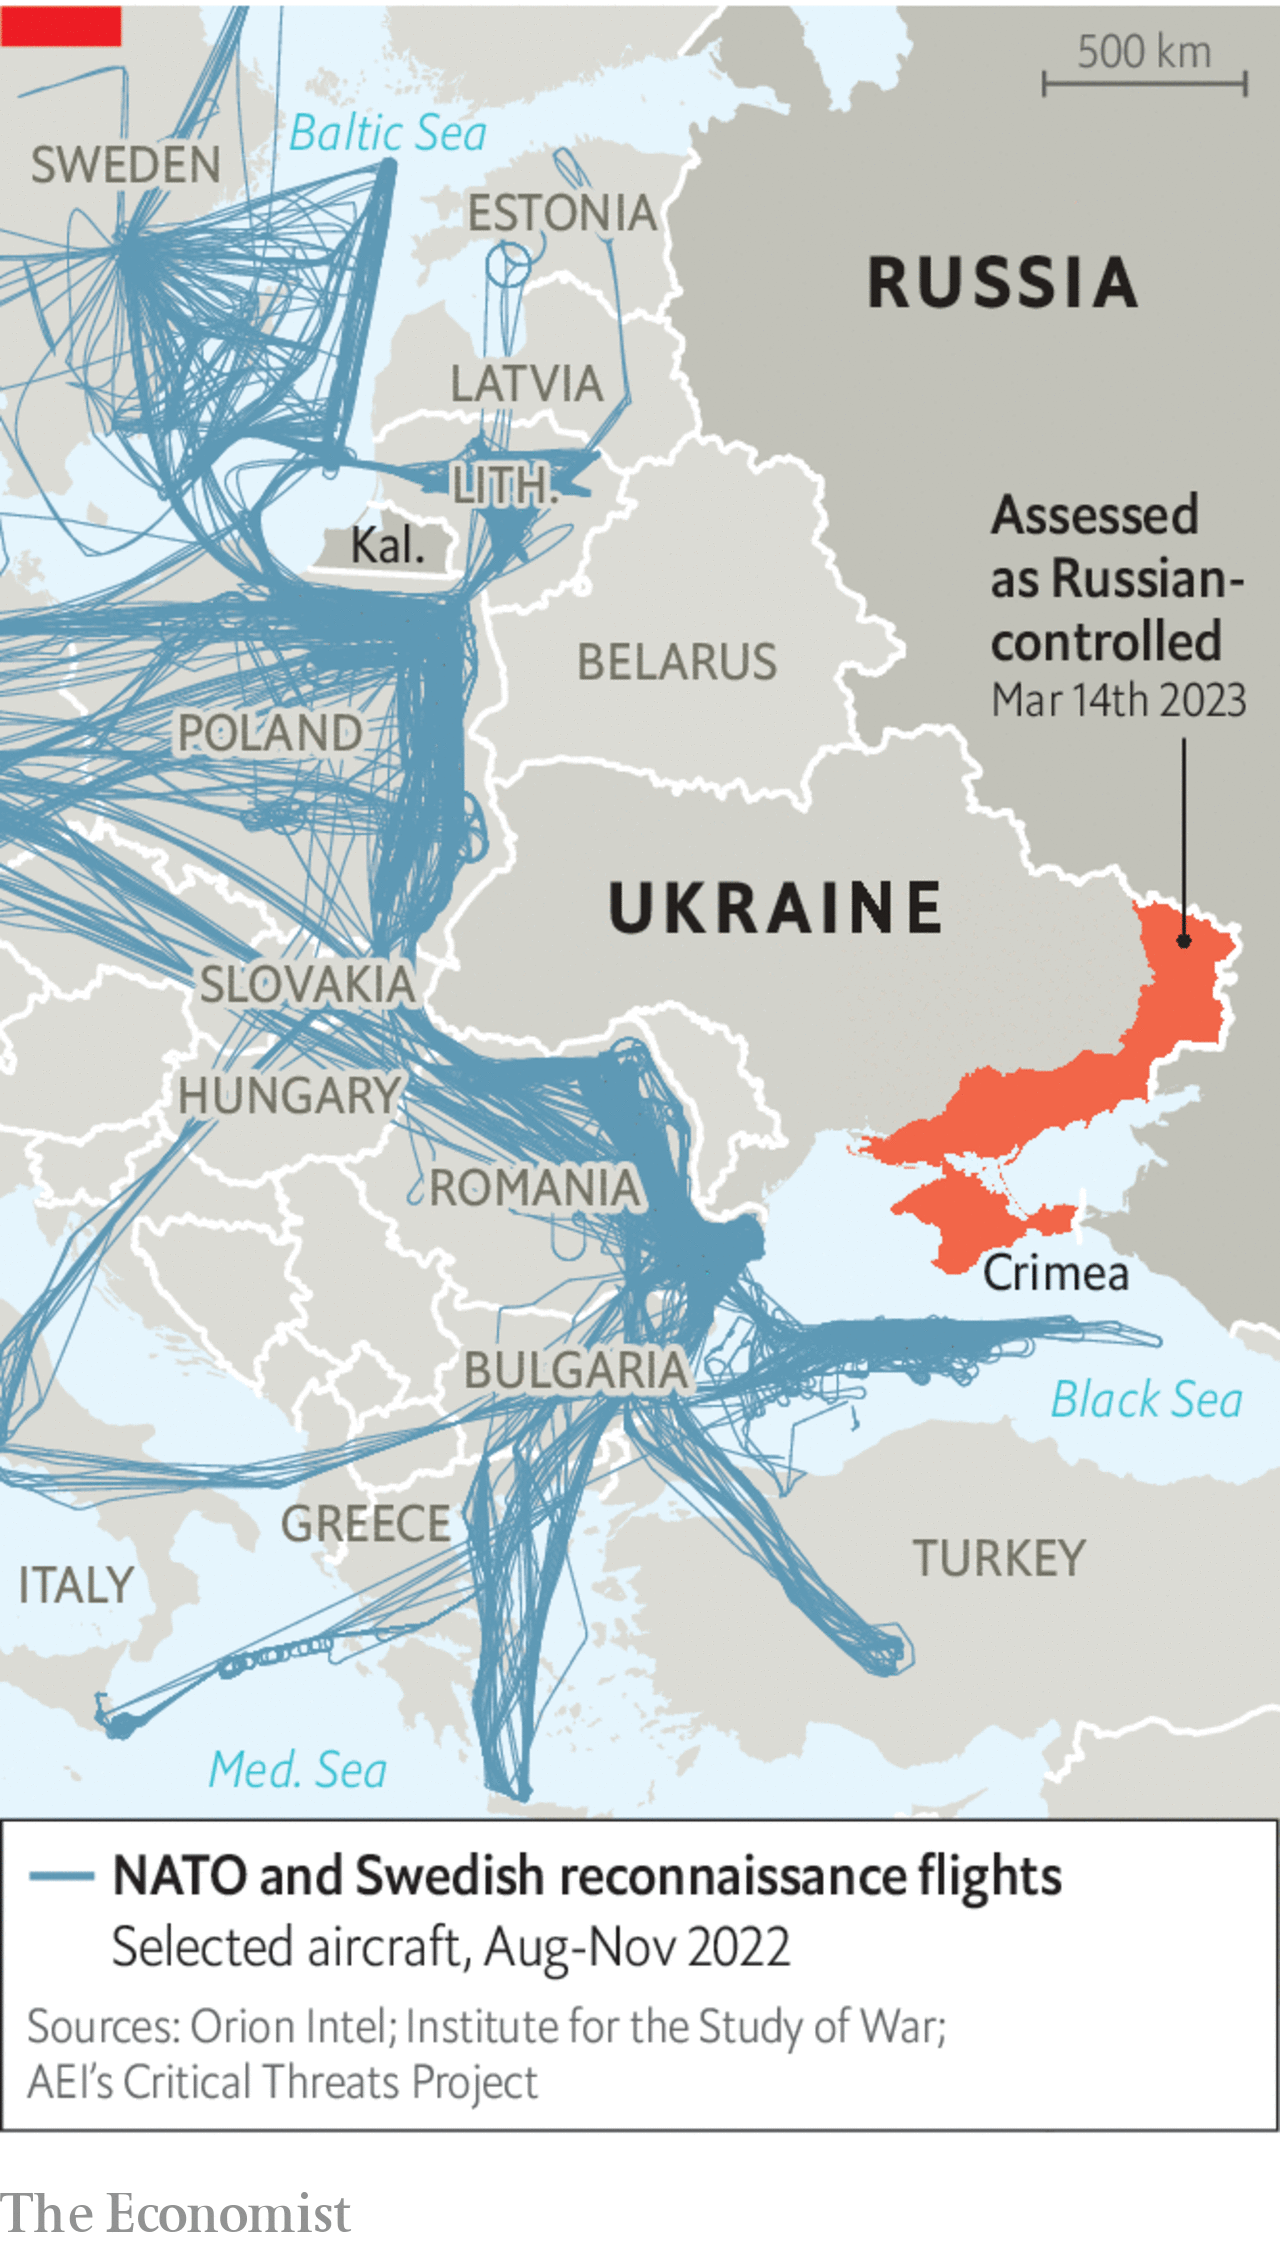 500 km
Baltic Sea
SWEDEN
ESTONIA
RUSSIA
LATVIA
LITH.
Kal.
Assessed
as Russian-
controlled
Mar 14th 2023
BELARUS
POLAND
UKRAINE
SLOVAKIA
HUNGARY
ROMANIA
Crimea
BULGARIA
Black Sea
GREECE
TURKEY
ITALY
Med. Sea
NATO and Swedish reconnaissance flights
Selected aircraft, Aug-Nov 2022
Sources: Orion Intel; Institute for the Study of War;
AEI’s Critical Threats Project
The Economist